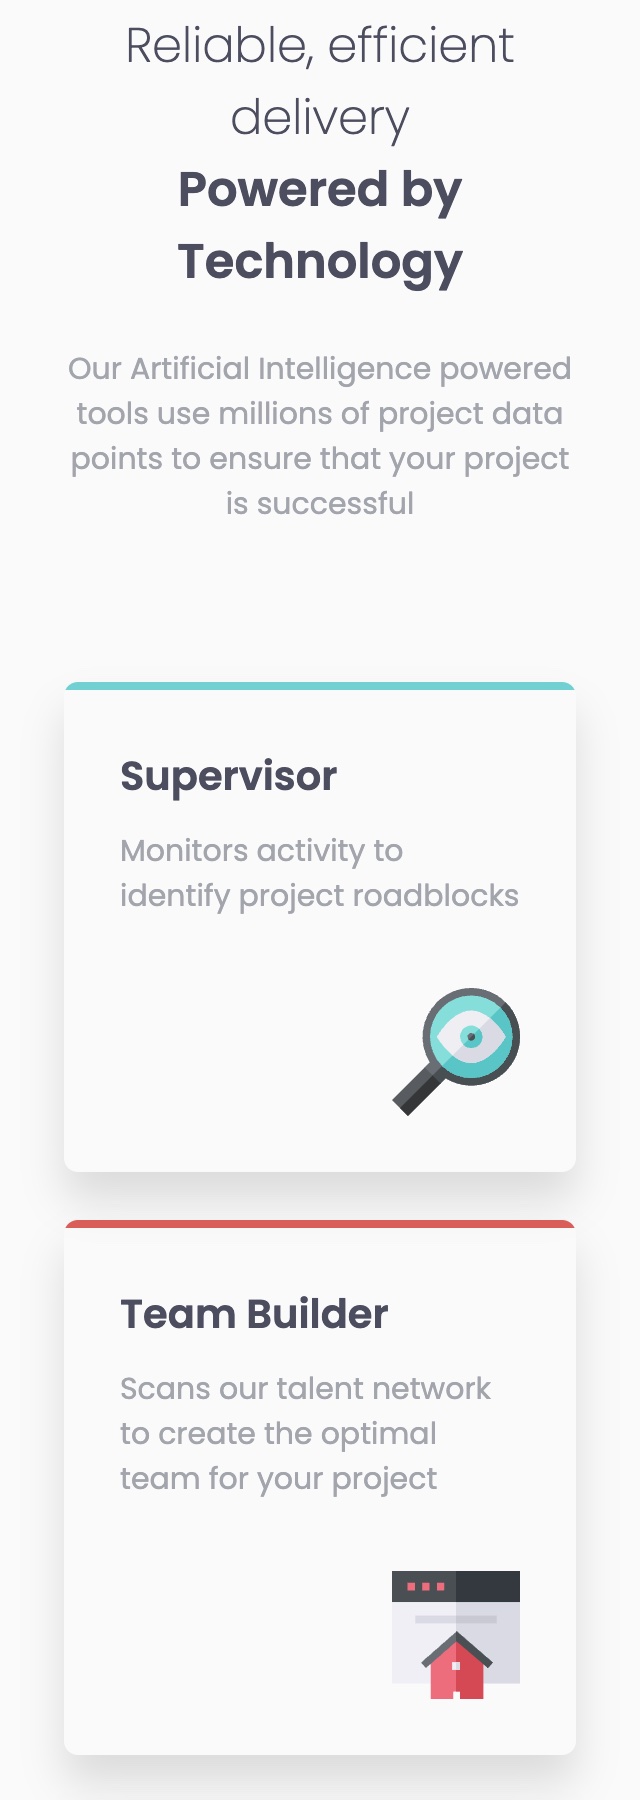 Reliable, efficient
delivery
Powered by
Technology
Our Artificial Intelligence powered
tools use millions of project data
points to ensure that your project
is successful
Supervisor
Monitors activity to
identify project roadblocks
Team Builder
Scans our talent network
to create the optimal
team for your project